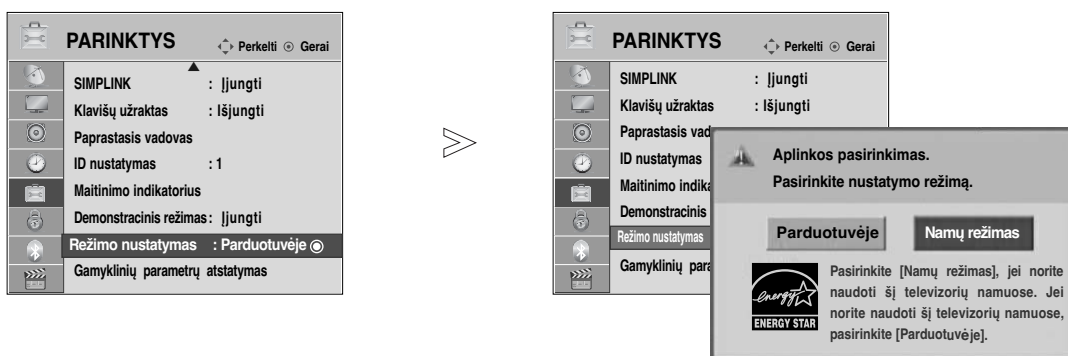 PARINKTYS
Perkelti Gerai
SIMPLINK : Įjungti
Klavišų užraktas : Išjungti
Paprastasis vadovas
ID nustatymas : 1
Maitinimo indikatorius
Demonstracinis režimas : Įjungti
Režimo nustatymas : Parduotuvėje
Gamyklinių parametrų atstatymas
PARINKTYS
Perkelti Gerai
SIMPLINK : Įjungti
Klavišų užraktas : Išjungti
Paprastasis vad
ID nustatymas
Maitinimo indika
Demonstracinis
Režimo nustatymas
Gamyklinių para
Aplinkos pasirinkimas.
Pasirinkite nustatymo režimą.
Parduotuvėje
Namų režimas
energy
ENERGY STAR
Pasirinkite [Namų režimas], jei norite
naudoti šį televizorių namuose. Jei
norite naudoti šį televizorių namuose,
pasirinkite [Parduotuvėje].